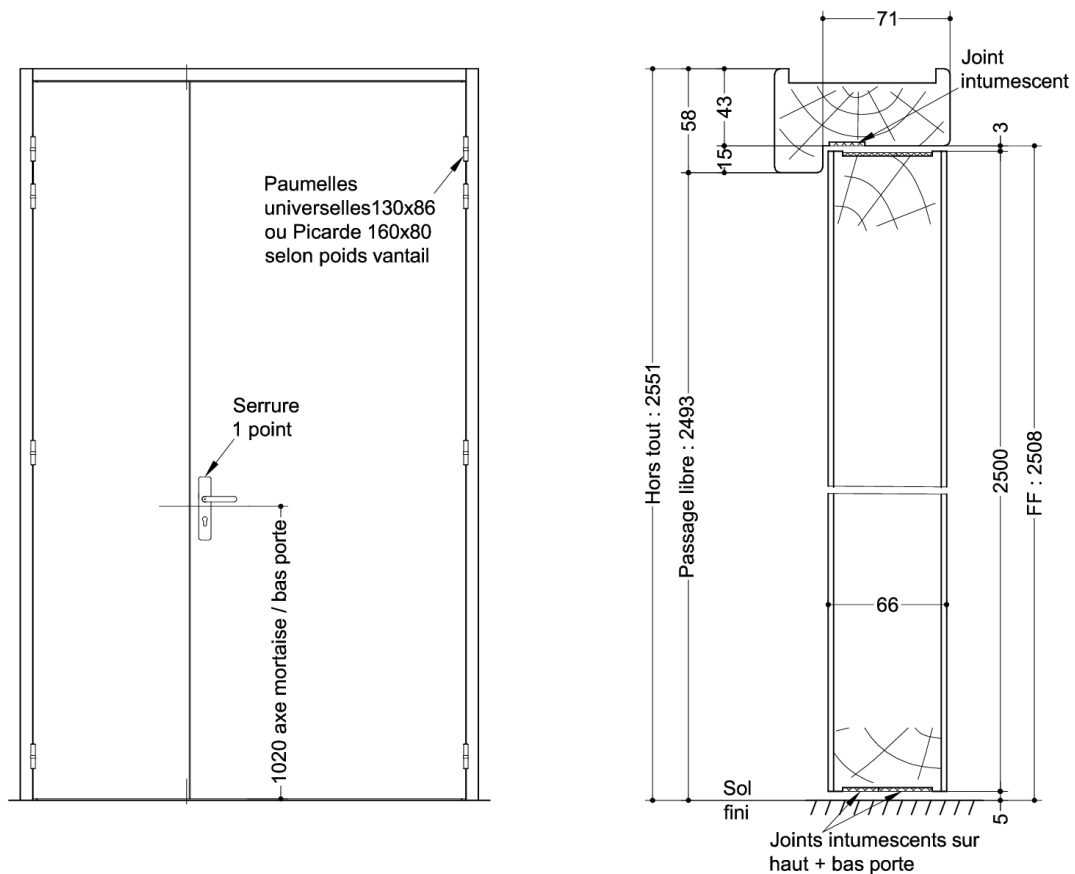 71
Joint
intumescent
58
43
15
3
Paumelles
universelles130x86
ou Picarde 160x80
selon poids vantail
Serrure
1 point
1020 axe mortaise / bas porte
Hors tout : 2551
Passage libre : 2493
2500
FF : 2508
66
Sol
fini
5
Joints intumescents sur
haut + bas porte